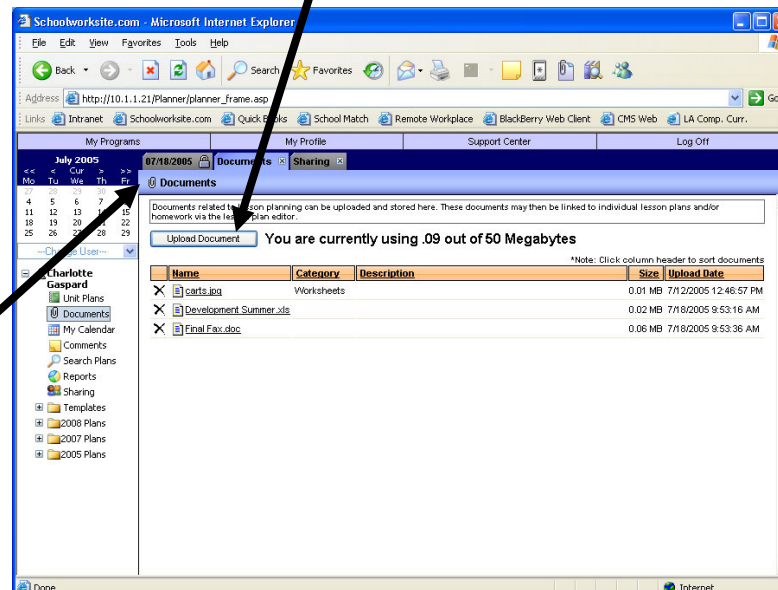 Schoolworksite.com - Microsoft Internet Explorer
File Edit View Favorites Tools Help
Back Search Favorites
Address http://10.1.1.21/Planner/planner_frame.asp Go
Links Intranet Schoolworksite.com Quick Books School Match Remote Workplace BlackBerry Web Client CMS Web LA Comp. Curr.
My Programs My Profile Support Center Log Off
July 2005 07/18/2005 Documents Sharing
<< < Cur > >>
Mo Tu We Th Fr Documents
27 28 29 30
4 5 6 7
11 12 13 15
18 19 20 21 22
25 26 27 28 29
Documents related to lesson planning can be uploaded and stored here. These documents may then be linked to individual lesson plans and/or
homework via the lesson plan editor.
Upload Document You are currently using .09 out of 50 Megabytes
---Change User---
*Note: Click column header to sort documents
Name Category Description Size Upload Date
carts.jpg Worksheets 0.01 MB 7/12/2005 12:46:57 PM
Development Summer.xls 0.02 MB 7/18/2005 9:53:16 AM
Final Fax.doc 0.06 MB 7/18/2005 9:53:36 AM
Charlotte
Gaspard
Unit Plans
Documents
My Calendar
Comments
Search Plans
Reports
Sharing
Templates
2008 Plans
2007 Plans
2005 Plans
Done Internet